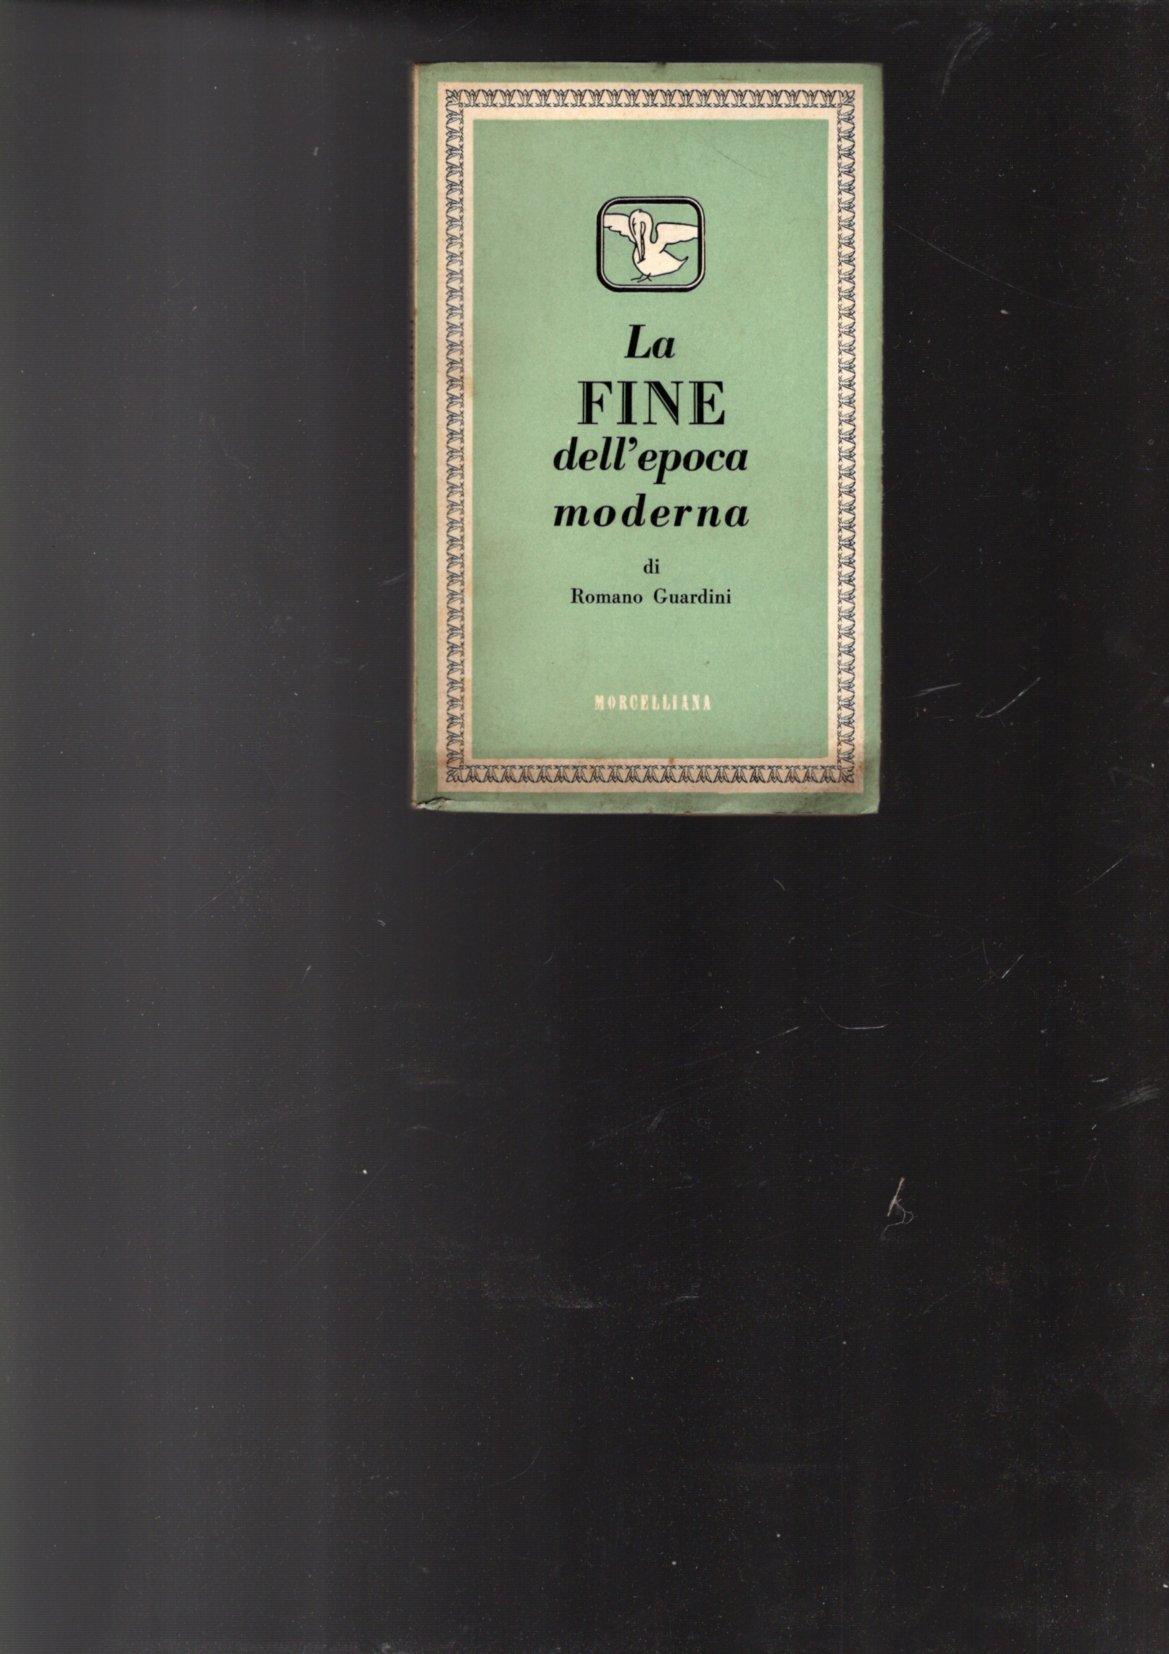 La
FINE
dell'epoca
moderna
di
Romano Guardini
MORCELLIANA